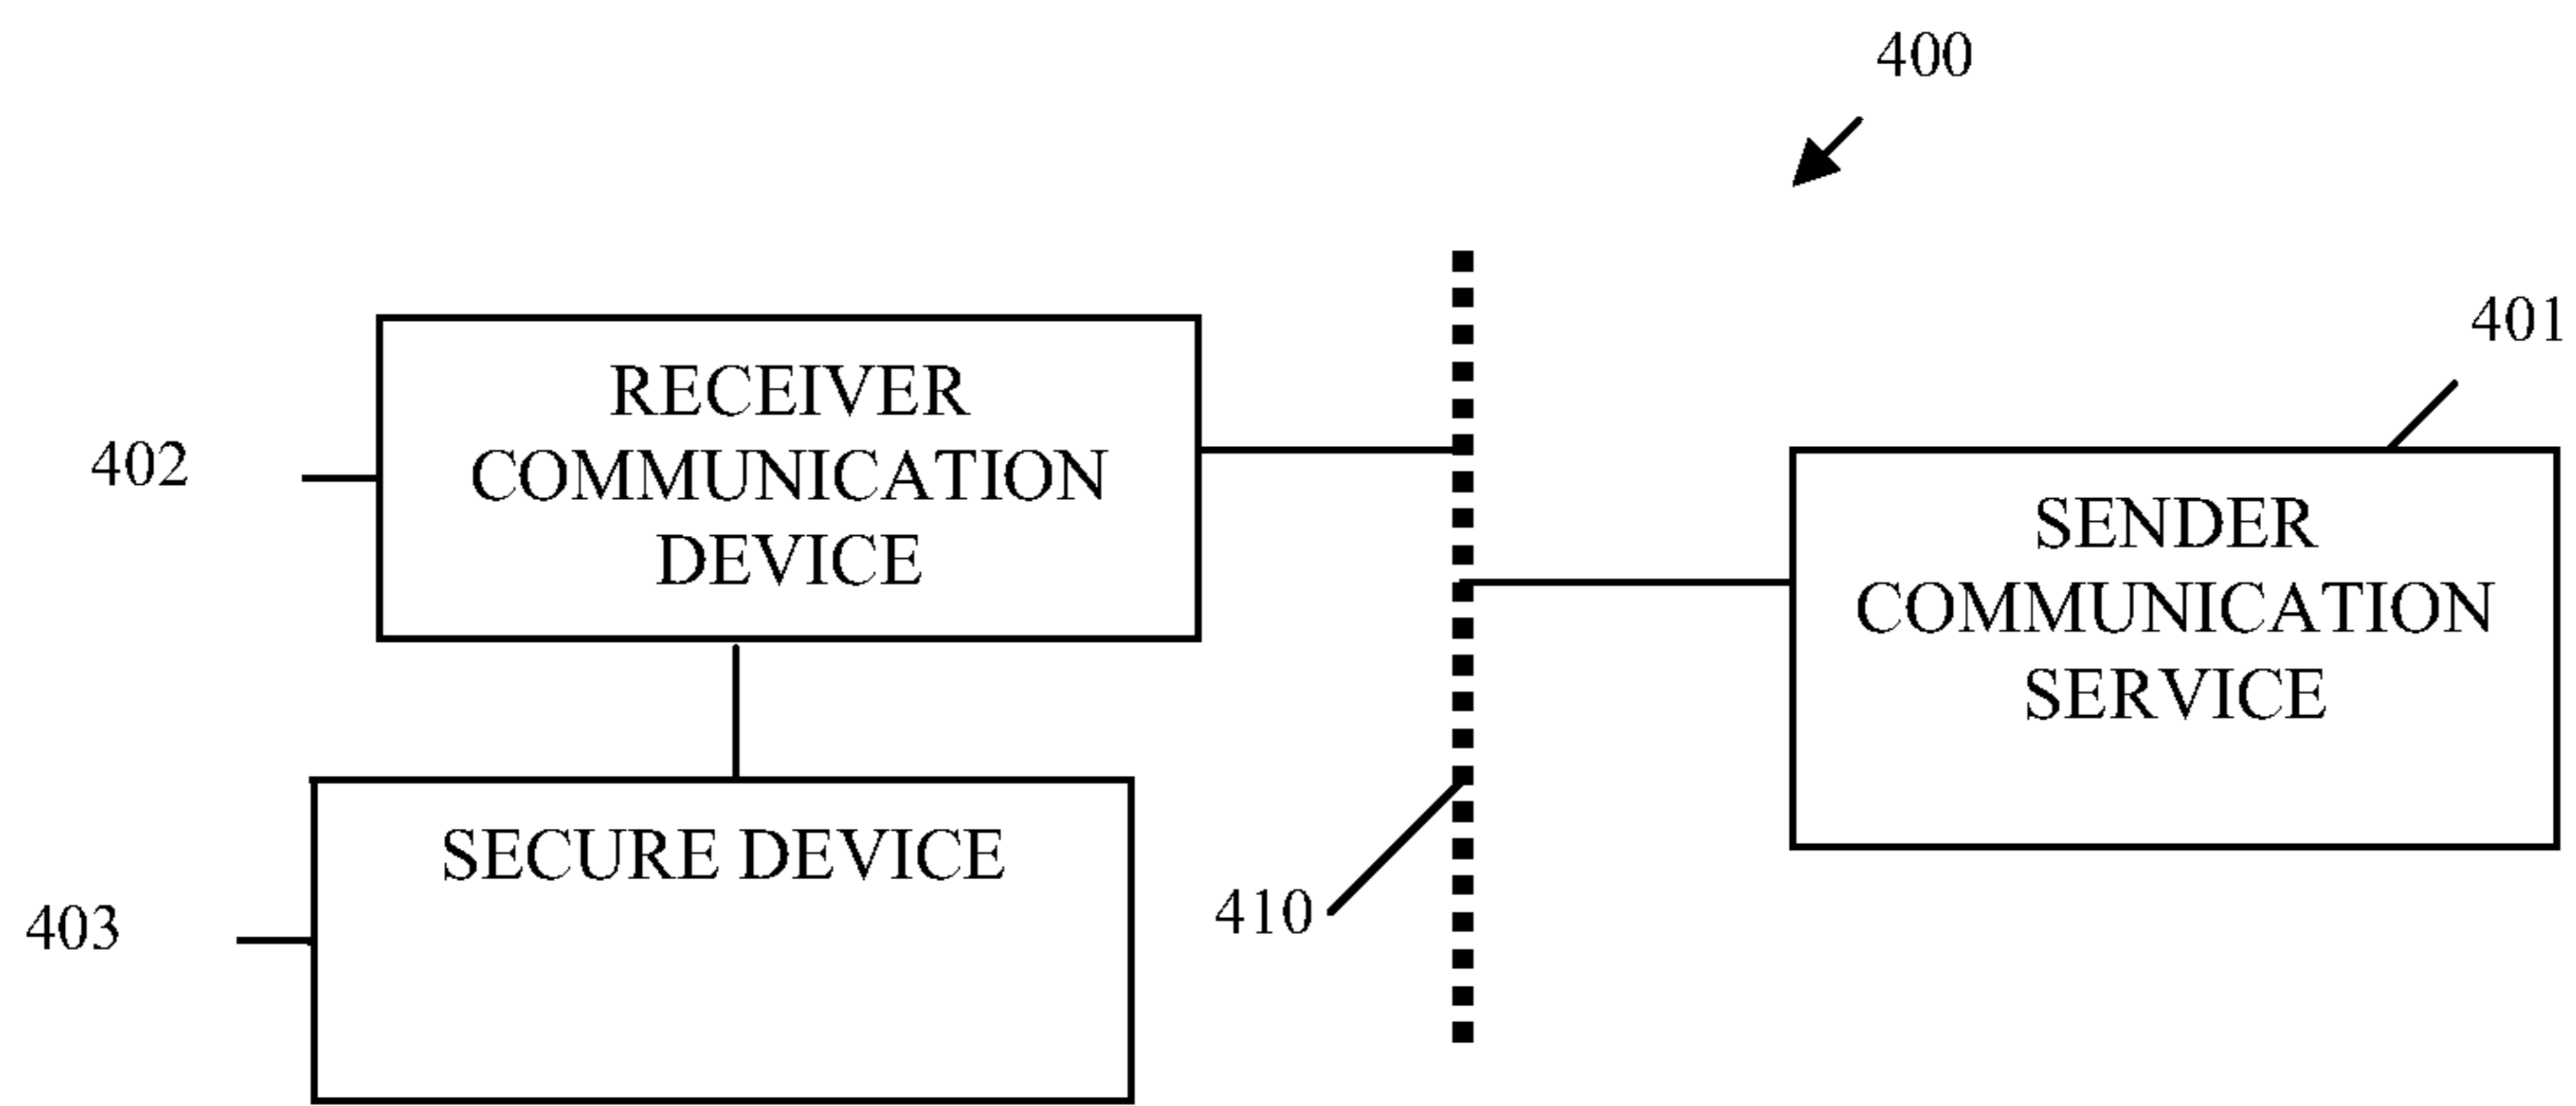 400
401
RECEIVER
COMMUNICATION
DEVICE
402
SENDER
COMMUNICATION
SERVICE
SECURE DEVICE
403
410